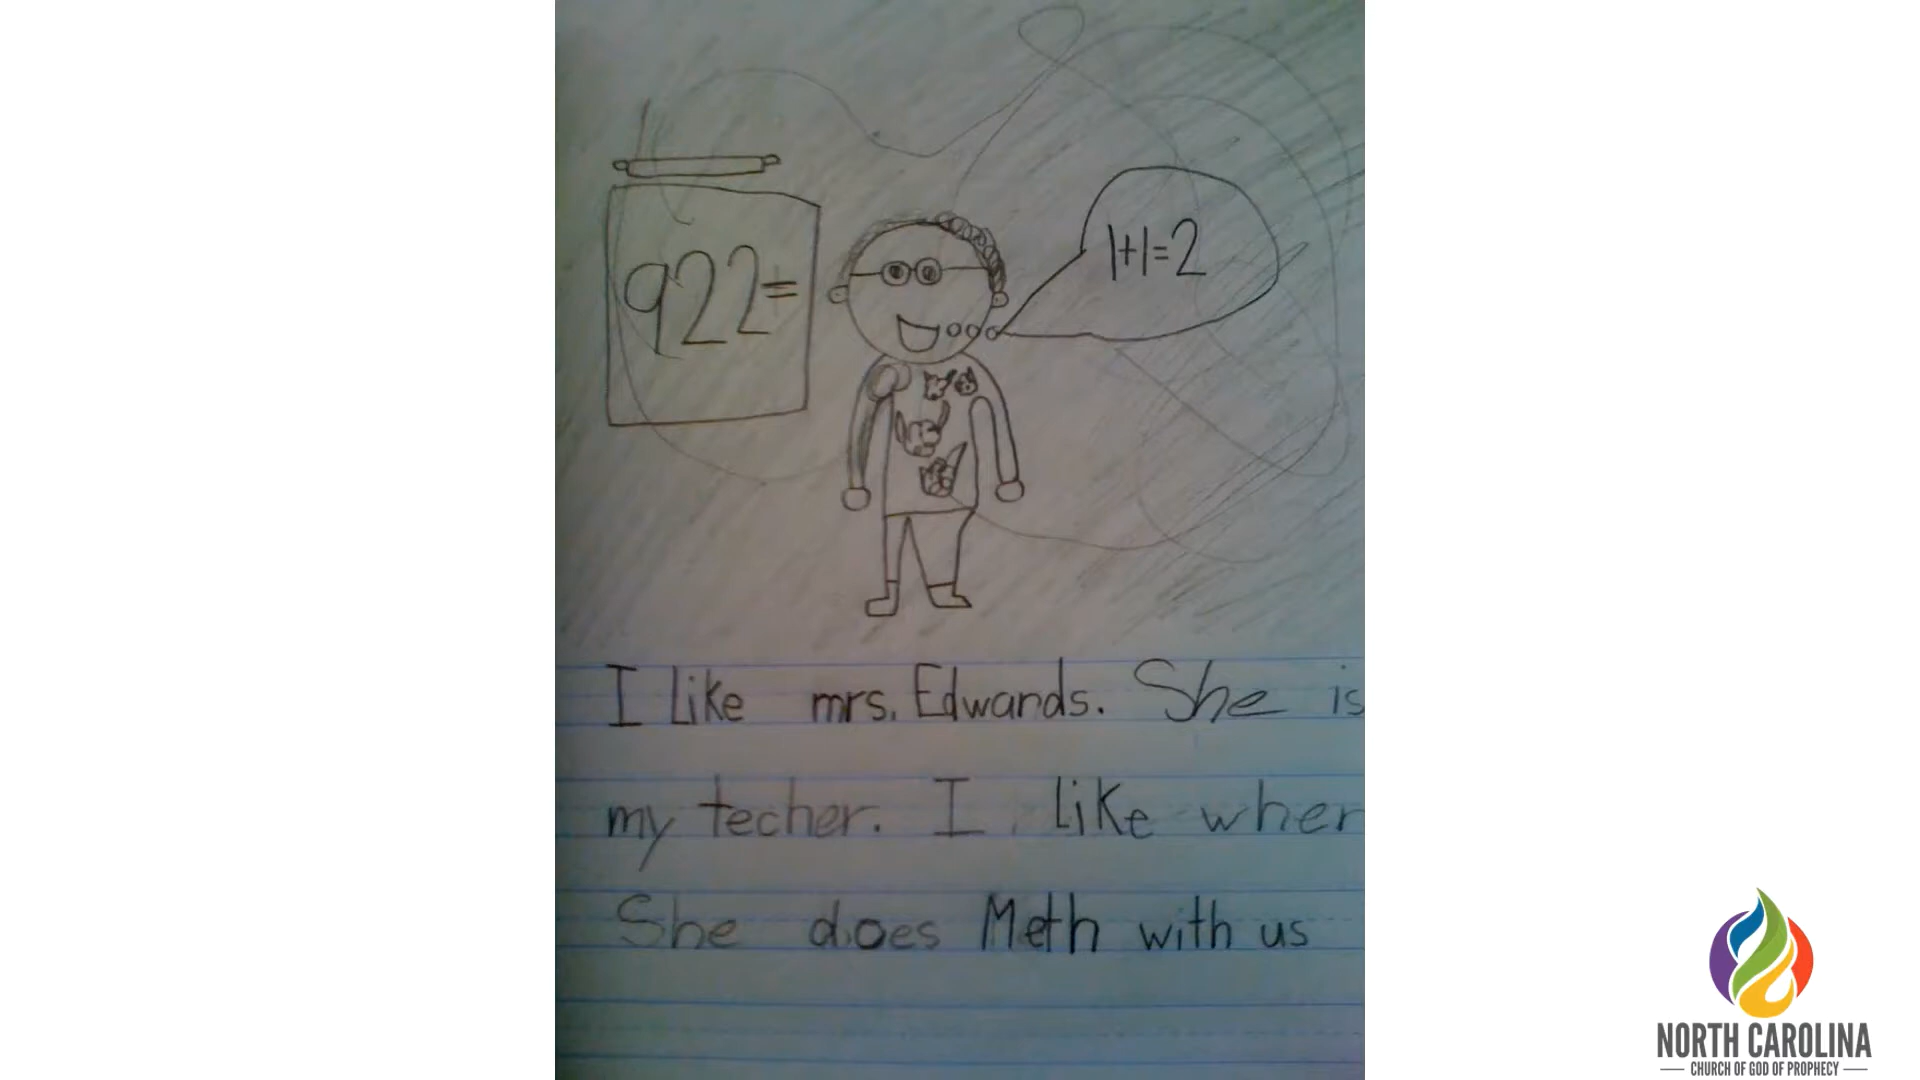 922=
1+1=2
I Like mrs. Edwards. She is
my techer. I Like when
She does Meth with us
NORTH CAROLINA
CHURCH OF GOD OF PROPHECY